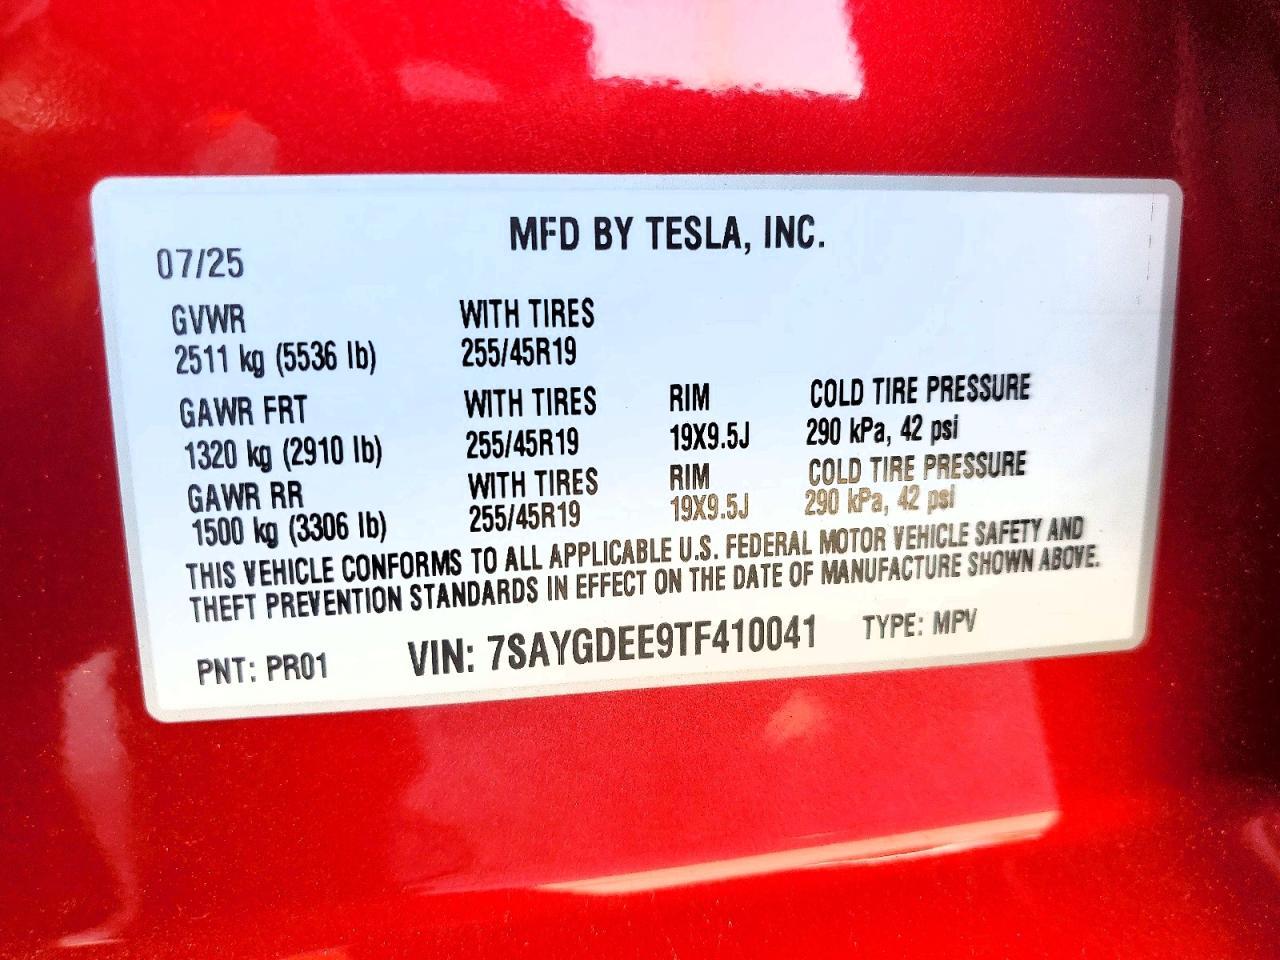 MFD BY TESLA, INC.
07/25
GVWR WITH TIRES
2511 kg (5536 lb) 255/45R19
GAWR FRT WITH TIRES RIM COLD TIRE PRESSURE
1320 kg (2910 lb) 255/45R19 19X9.5J 290 kPa, 42 psi
GAWR RR WITH TIRES RIM COLD TIRE PRESSURE
1500 kg (3306 lb) 255/45R19 19X9.5J 290 kPa, 42 psi
THIS VEHICLE CONFORMS TO ALL APPLICABLE U.S. FEDERAL MOTOR VEHICLE SAFETY AND
THEFT PREVENTION STANDARDS IN EFFECT ON THE DATE OF MANUFACTURE SHOWN ABOVE.
PNT: PR01 VIN: 7SAYGDEE9TF410041 TYPE: MPV